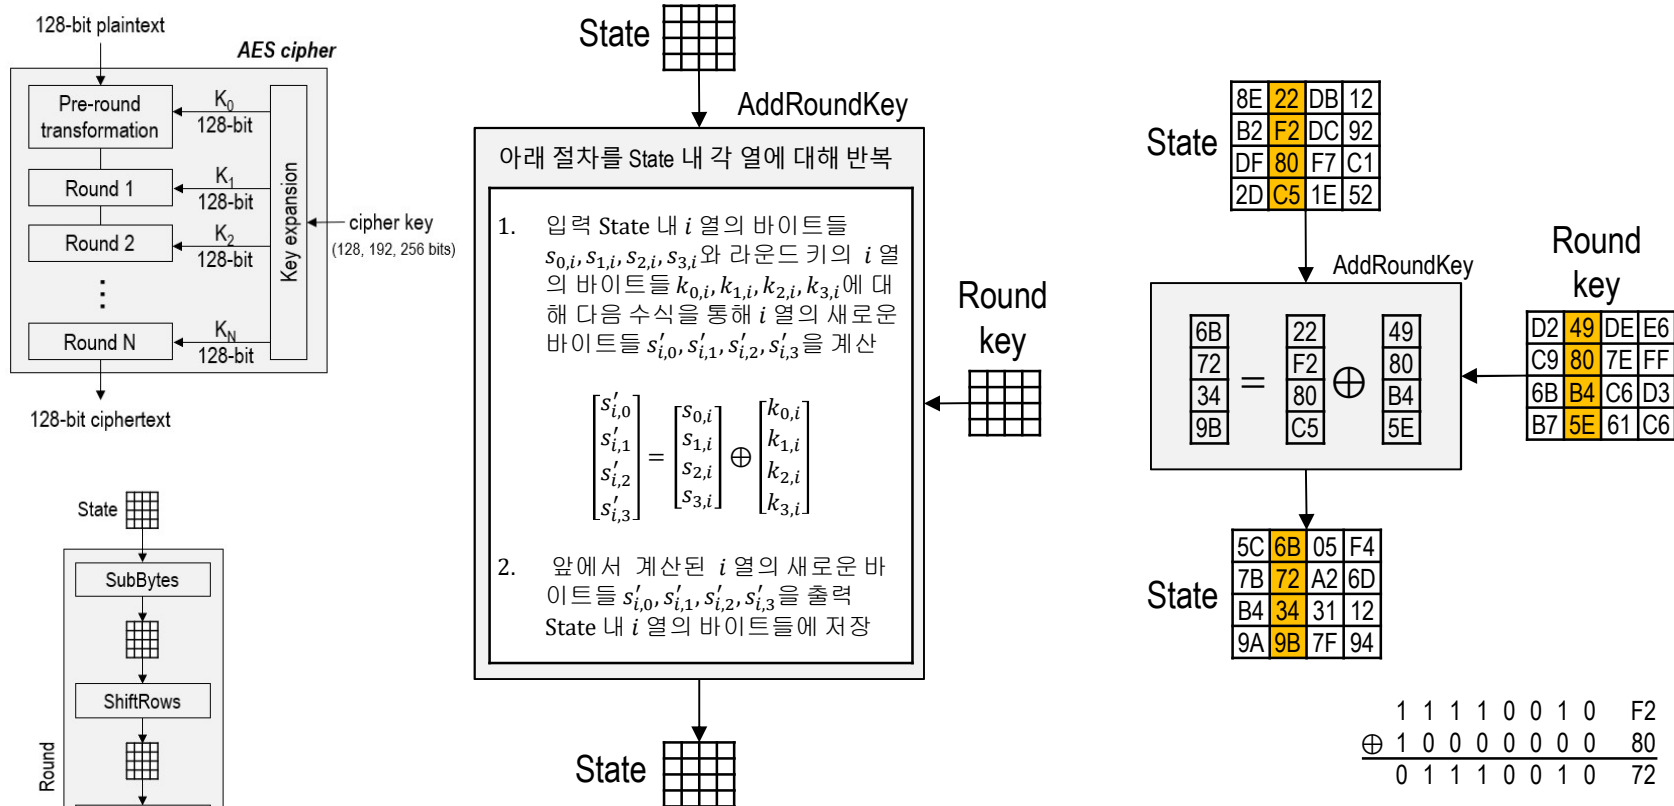 128-bit plaintext
AES cipher
Pre-round
transformation
K0
128-bit
Round 1
K1
128-bit
Round 2
K2
128-bit
⋮
Round N
KN
128-bit
Key expansion
cipher key
(128, 192, 256 bits)
128-bit ciphertext
State
SubBytes
ShiftRows
Round
State
AddRoundKey
아래 절차를 State 내 각 열에 대해 반복
1. 입력 State 내 i 열의 바이트들
s0,i, s1,i, s2,i, s3,i와 라운드 키의 i 열
의 바이트들 k0,i, k1,i, k2,i, k3,i에 대
해 다음 수식을 통해 i 열의 새로운
바이트들 s′i,0, s′i,1, s′i,2, s′i,3을 계산
[s′i,0] [s0,i] [k0,i]
[s′i,1] [s1,i] [k1,i]
[s′i,2] = [s2,i] ⊕ [k2,i]
[s′i,3] [s3,i] [k3,i]
2. 앞에서 계산된 i 열의 새로운 바
이트들 s′i,0, s′i,1, s′i,2, s′i,3을 출력
State 내 i 열의 바이트들에 저장
Round
key
State
State
8E 22 DB 12
B2 F2 DC 92
DF 80 F7 C1
2D C5 1E 52
AddRoundKey
6B 22 49
72 F2 80
= ⊕
34 80 B4
9B C5 5E
Round
key
D2 49 DE E6
C9 80 7E FF
6B B4 C6 D3
B7 5E 61 C6
State
5C 6B 05 F4
7B 72 A2 6D
B4 34 31 12
9A 9B 7F 94
1 1 1 1 0 0 1 0 F2
⊕ 1 0 0 0 0 0 0 0 80
0 1 1 1 0 0 1 0 72